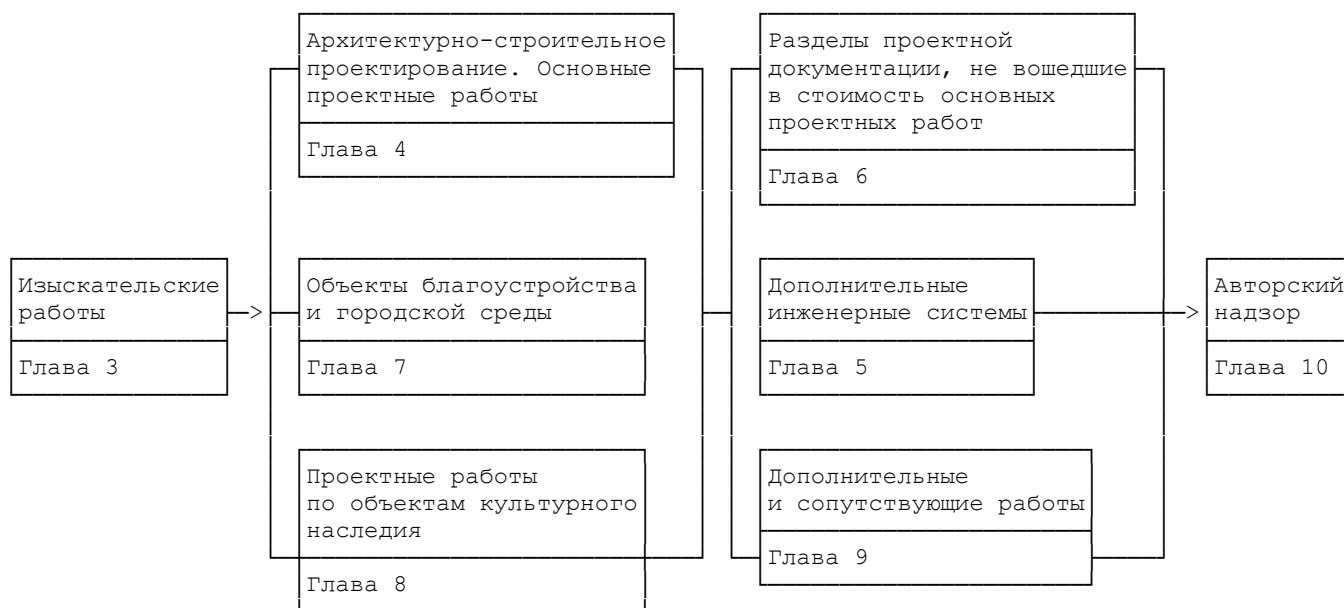 Архитектурно-строительное
проектирование. Основные
проектные работы
Глава 4
Разделы проектной
документации, не вошедшие
в стоимость основных
проектных работ
Глава 6
Изыскательские
работы
Глава 3
Объекты благоустройства
и городской среды
Глава 7
Дополнительные
инженерные системы
Глава 5
Авторский
надзор
Глава 10
Проектные работы
по объектам культурного
наследия
Глава 8
Дополнительные
и сопутствующие работы
Глава 9